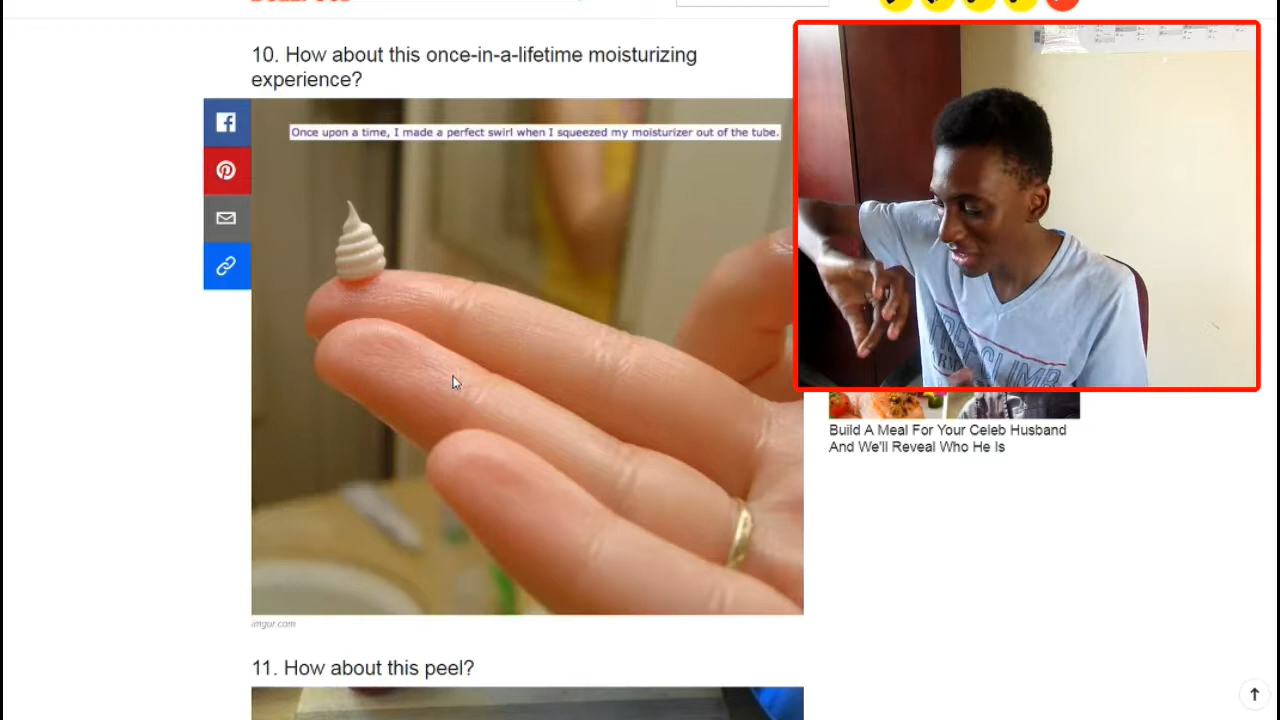 10. How about this once-in-a-lifetime moisturizing
experience?
Once upon a time, I made a perfect swirl when I squeezed my moisturizer out of the tube.
Build A Meal For Your Celeb Husband
And We'll Reveal Who He Is
imgur.com
11. How about this peel?